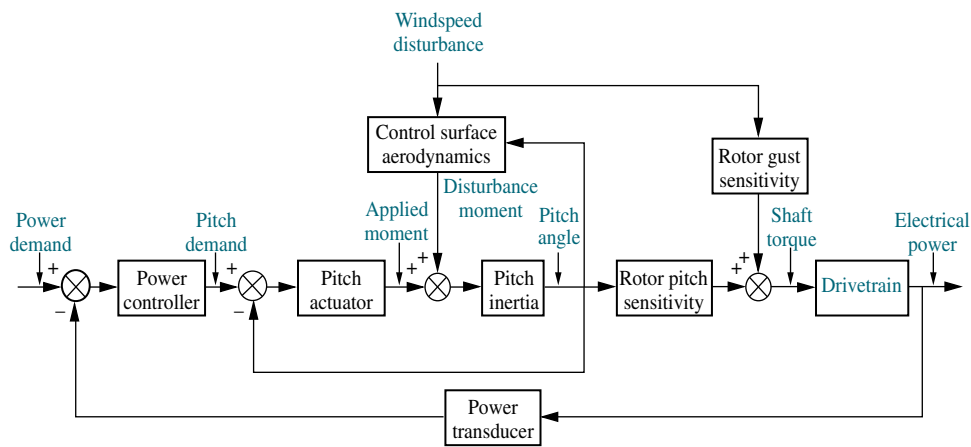 Windspeed
disturbance
Control surface
aerodynamics
Rotor gust
sensitivity
Disturbance
moment
Applied
moment
Pitch
angle
Shaft
torque
Electrical
power
Power
demand
Pitch
demand
+
+
+
+
+
+
Power
controller
Pitch
actuator
Pitch
inertia
Rotor pitch
sensitivity
Drivetrain
−
−
Power
transducer